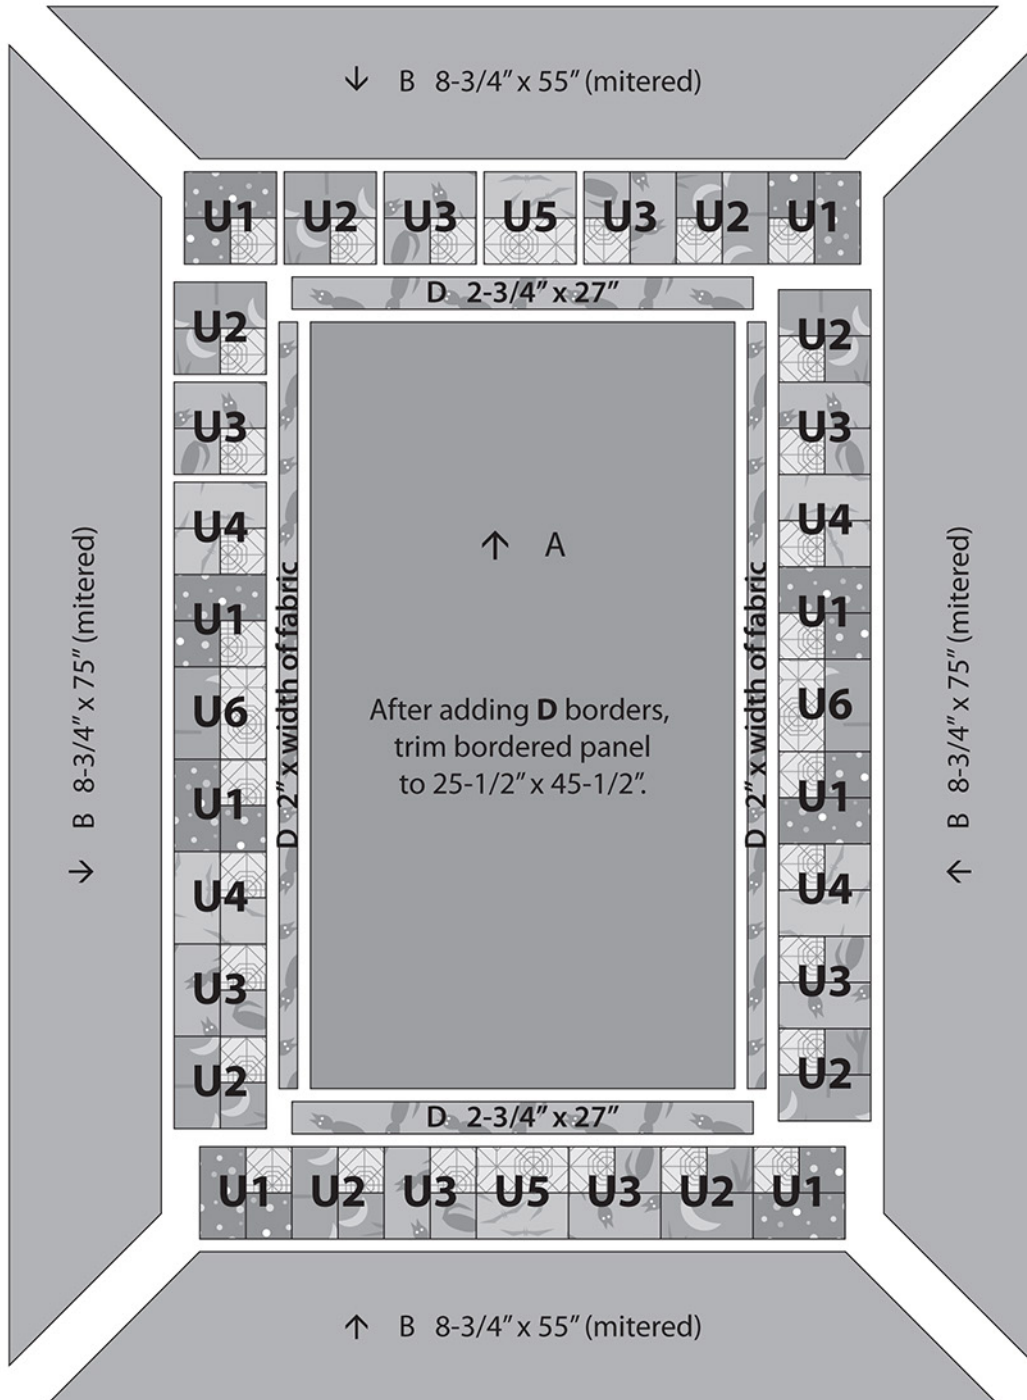 ↓ B 8-3/4” x 55” (mitered)
U1 U2 U3 U5 U3 U2 U1
D 2-3/4” x 27”
U2
U3
U4
U1
U6
U1
U4
U3
U2
B 8-3/4” x 75” (mitered)
D 2” x width of fabric
↑ A
After adding D borders,
trim bordered panel
to 25-1/2” x 45-1/2”.
D 2” x width of fabric
U2
U3
U4
U1
U6
U1
U4
U3
U2
B 8-3/4” x 75” (mitered)
D 2-3/4” x 27”
U1 U2 U3 U5 U3 U2 U1
↑ B 8-3/4” x 55” (mitered)